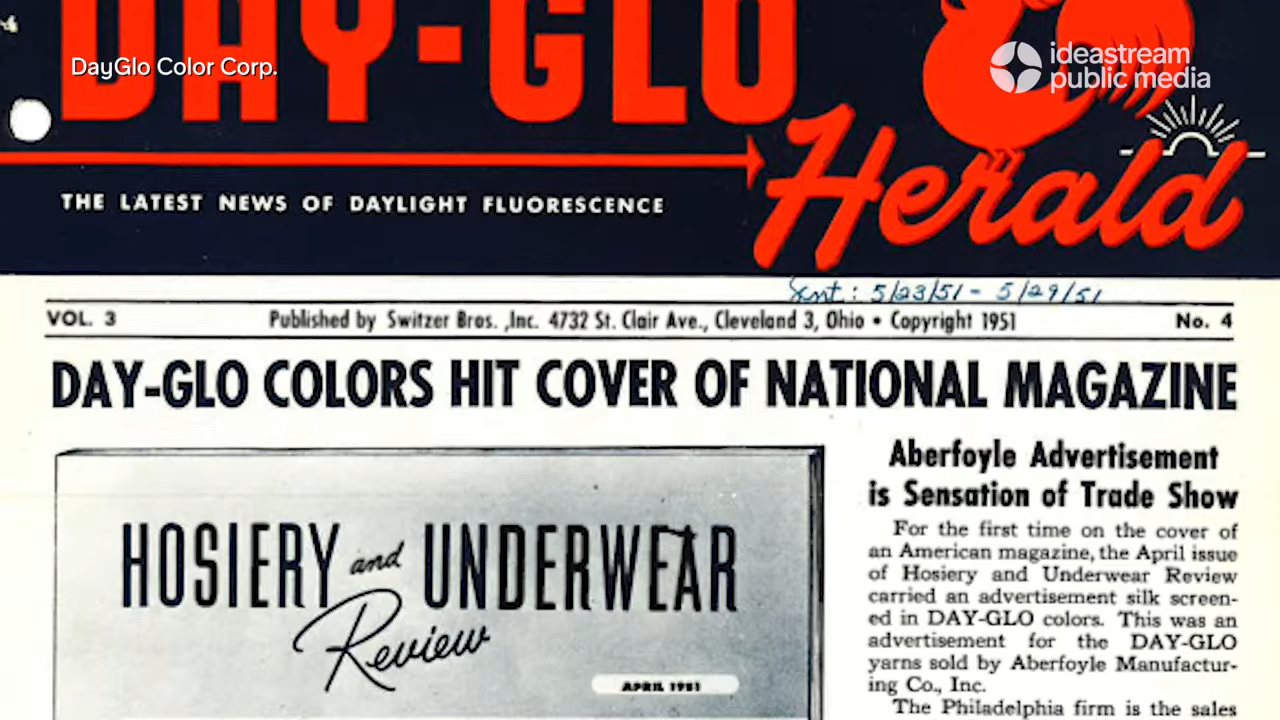 DAY-GLO
DayGlo Color Corp.
ideastream
public media
Herald
THE LATEST NEWS OF DAYLIGHT FLUORESCENCE
Sent: 5/23/51 - 5/29/51
VOL. 3 Published by Switzer Bros. ,Inc. 4732 St. Clair Ave., Cleveland 3, Ohio • Copyright 1951 No. 4
DAY-GLO COLORS HIT COVER OF NATIONAL MAGAZINE
HOSIERY and UNDERWEAR
Review
APRIL 1951
Aberfoyle Advertisement
is Sensation of Trade Show
For the first time on the cover of
an American magazine, the April issue
of Hosiery and Underwear Review
carried an advertisement silk screen-
ed in DAY-GLO colors. This was an
advertisement for the DAY-GLO
yarns sold by Aberfoyle Manufactur-
ing Co., Inc.
The Philadelphia firm is the sales